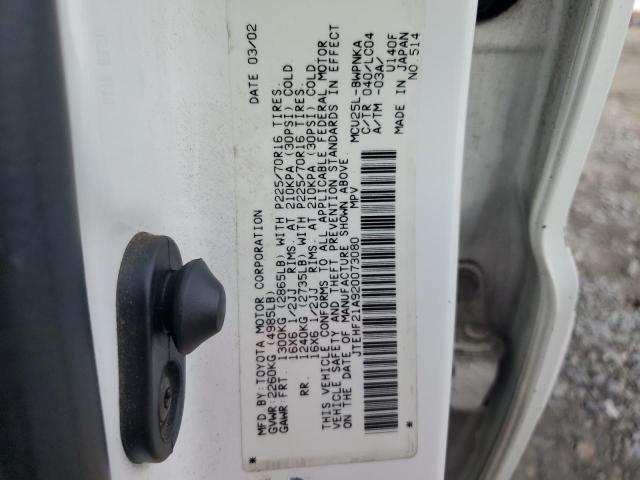 MFD.BY:TOYOTA MOTOR CORPORATION DATE 03/02
GVWR:2260KG (4985LB)
GAWR:FRT. 1300KG (2865LB) WITH P225/70R16 TIRES.
16X6 1/2JJ RIMS. AT 210KPA (30PSI) COLD
RR. 1240KG (2735LB) WITH P225/70R16 TIRES.
16X6 1/2JJ RIMS. AT 210KPA (30PSI) COLD.
THIS VEHICLE CONFORMS TO ALL APPLICABLE FEDERAL MOTOR
VEHICLE SAFETY AND THEFT PREVENTION STANDARDS IN EFFECT
ON THE DATE OF MANUFACTURE SHOWN ABOVE.
JTEHF21A920073080 MPV
MCU25L-BWPNKA
C/TR 040/LC04
A/TM -03A/
U140F
MADE IN JAPAN
NO.514